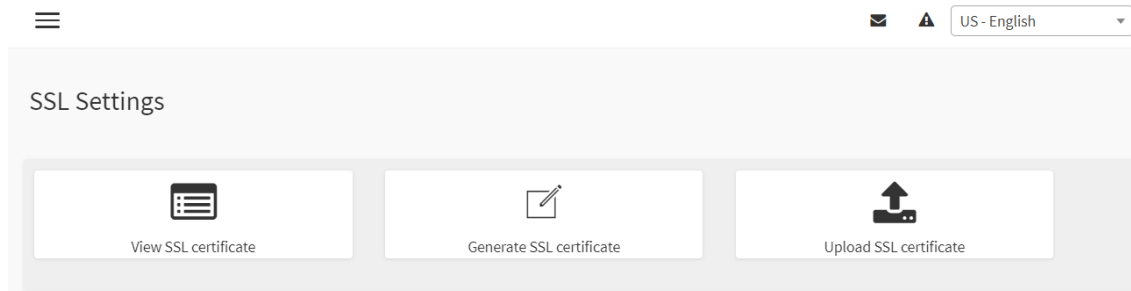 US - English
SSL Settings
View SSL certificate
Generate SSL certificate
Upload SSL certificate